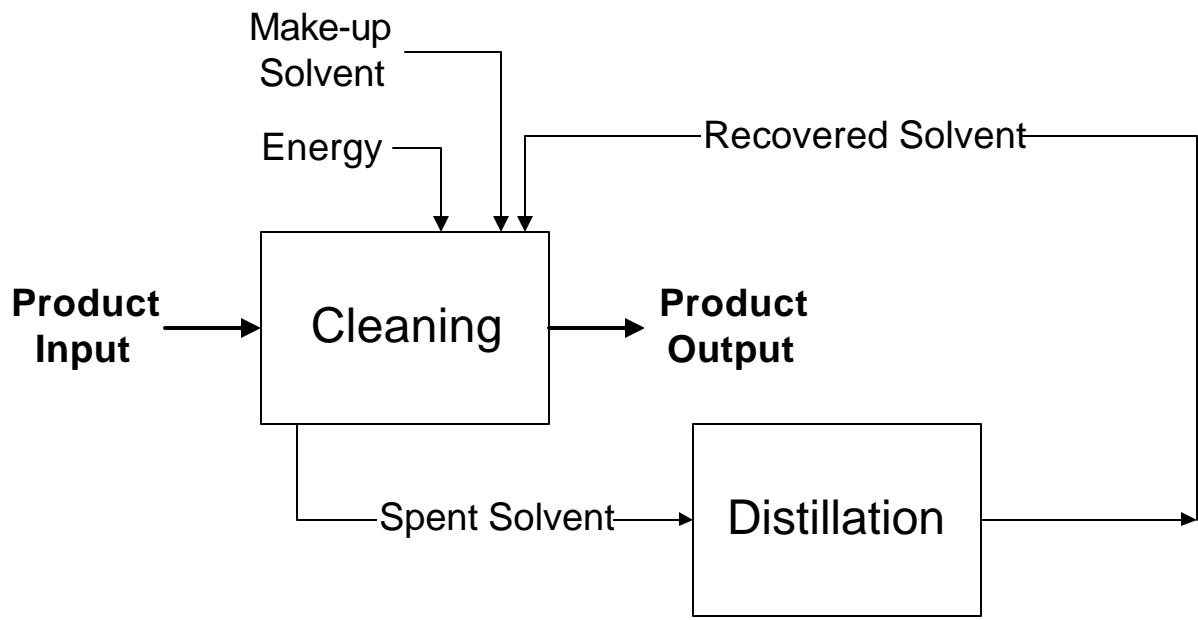 Make-up
Solvent
Energy
Recovered Solvent
Product
Input
Cleaning
Product
Output
Spent Solvent
Distillation